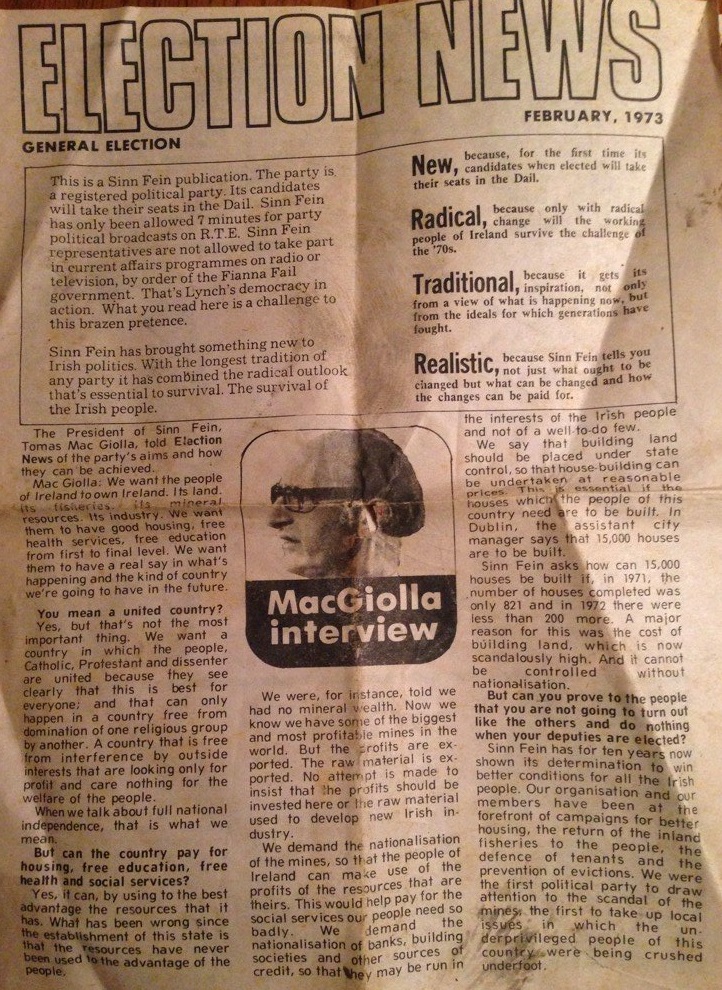 ELECTION NEWS
FEBRUARY, 1973
GENERAL ELECTION
This is a Sinn Fein publication. The party is
a registered political party. Its candidates
will take their seats in the Dail. Sinn Fein
has only been allowed 7 minutes for party
political broadcasts on R.T.E. Sinn Fein
representatives are not allowed to take part
in current affairs programmes on radio or
television, by order of the Fianna Fail
government. That's Lynch's democracy in
action. What you read here is a challenge to
this brazen pretence.
Sinn Fein has brought something new to
Irish politics. With the longest tradition of
any party it has combined the radical outlook
that's essential to survival. The survival of
the Irish people.
New, because, for the first time its
candidates when elected will take
their seats in the Dail.
Radical, because only with radical
change will the working
people of Ireland survive the challenge of
the '70s.
Traditional, because it gets its
inspiration, not only
from a view of what is happening now, but
from the ideals for which generations have
fought.
Realistic, because Sinn Fein tells you
not just what ought to be
changed but what can be changed and how
the changes can be paid for.
The President of Sinn Fein,
Tomas Mac Giolla, told Election
News of the party's aims and how
they can be achieved.
Mac Giolla: We want the people
of Ireland to own Ireland. Its land.
Its fisheries, its mineral
resources. Its industry. We want
them to have good housing, free
health services, free education
from first to final level. We want
them to have a real say in what's
happening and the kind of country
we're going to have in the future.
You mean a united country?
Yes, but that's not the most
important thing. We want a
country in which the people,
Catholic, Protestant and dissenter
are united because they see
clearly that this is best for
everyone; and that can only
happen in a country free from
domination of one religious group
by another. A country that is free
from interference by outside
interests that are looking only for
profit and care nothing for the
welfare of the people.
When we talk about full national
independence, that is what we
mean.
But can the country pay for
housing, free education, free
health and social services?
Yes, it can, by using to the best
advantage the resources that it
has. What has been wrong since
the establishment of this state is
that the resources have never
been used to the advantage of the
people.
MacGiolla
interview
We were, for instance, told we
had no mineral wealth. Now we
know we have some of the biggest
and most profitable mines in the
world. But the profits are ex-
ported. The raw material is ex-
ported. No attempt is made to
insist that the profits should be
invested here or the raw material
used to develop new Irish in-
dustry.
We demand the nationalisation
of the mines, so that the people of
Ireland can make use of the
profits of the resources that are
theirs. This would help pay for the
social services our people need so
badly. We demand the
nationalisation of banks, building
societies and other sources of
credit, so that they may be run in
the interests of the Irish people
and not of a well-to-do few.
We say that building land
should be placed under state
control, so that house-building can
be undertaken at reasonable
prices. This is essential if the
houses which the people of this
country need are to be built. In
Dublin, the assistant city
manager says that 15,000 houses
are to be built.
Sinn Fein asks how can 15,000
houses be built if, in 1971, the
number of houses completed was
only 821 and in 1972 there were
less than 200 more. A major
reason for this was the cost of
building land, which is now
scandalously high. And it cannot
be controlled without
nationalisation.
But can you prove to the people
that you are not going to turn out
like the others and do nothing
when your deputies are elected?
Sinn Fein has for ten years now
shown its determination to win
better conditions for all the Irish
people. Our organisation and our
members have been at the
forefront of campaigns for better
housing, the return of the inland
fisheries to the people, the
defence of tenants and the
prevention of evictions. We were
the first political party to draw
attention to the scandal of the
mines, the first to take up local
issues in which the un-
derprivileged people of this
country were being crushed
underfoot.